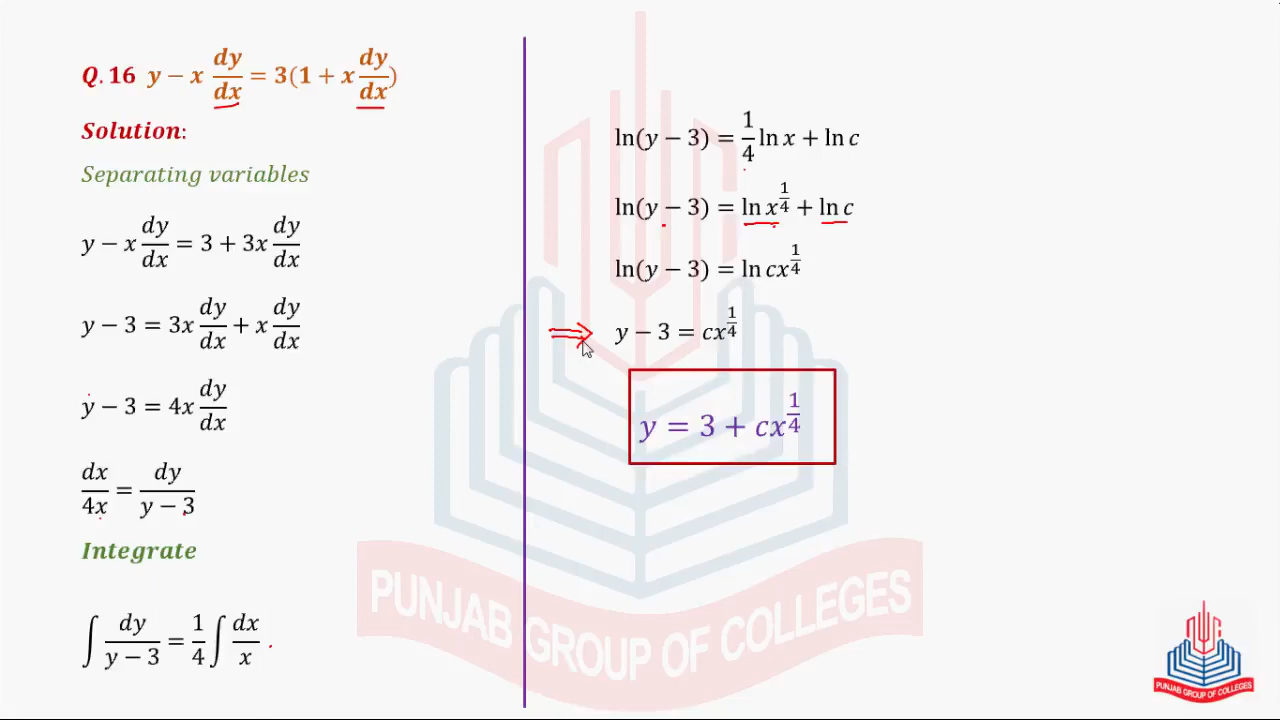 Q. 16 y − x dy/dx = 3(1 + x dy/dx)
Solution:
Separating variables
y − x dy/dx = 3 + 3x dy/dx
y − 3 = 3x dy/dx + x dy/dx
y − 3 = 4x dy/dx
dx/4x = dy/(y − 3)
Integrate
∫ dy/(y − 3) = 1/4 ∫ dx/x
ln(y − 3) = 1/4 ln x + ln c
ln(y − 3) = ln x^(1/4) + ln c
ln(y − 3) = ln cx^(1/4)
⇒ y − 3 = cx^(1/4)
y = 3 + cx^(1/4)
PUNJAB GROUP OF COLLEGES
PUNJAB GROUP OF COLLEGES